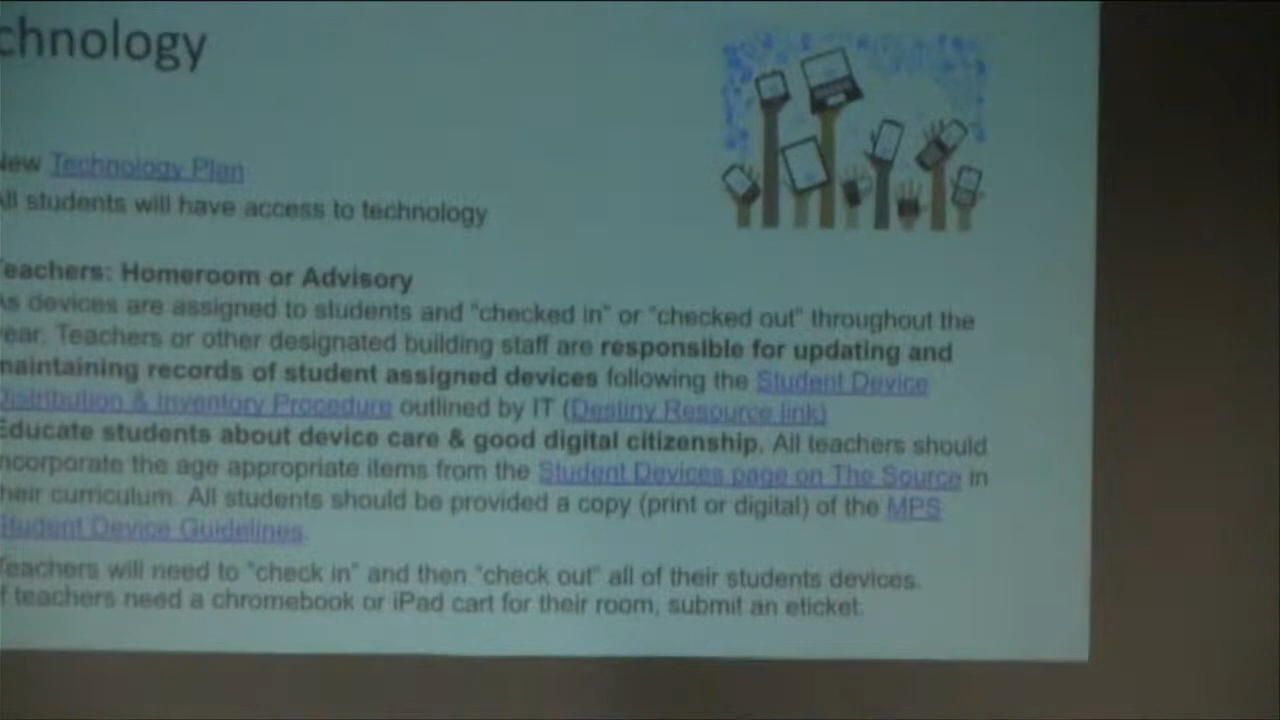 chnology
New Technology Plan
All students will have access to technology
Teachers: Homeroom or Advisory
As devices are assigned to students and "checked in" or "checked out" throughout the
year. Teachers or other designated building staff are responsible for updating and
maintaining records of student assigned devices following the Student Device
Distribution & Inventory Procedure outlined by IT (Destiny Resource link)
Educate students about device care & good digital citizenship. All teachers should
incorporate the age appropriate items from the Student Devices page on The Source in
their curriculum. All students should be provided a copy (print or digital) of the MPS
Student Device Guidelines.
Teachers will need to "check in" and then "check out" all of their students devices.
If teachers need a chromebook or iPad cart for their room, submit an eticket.